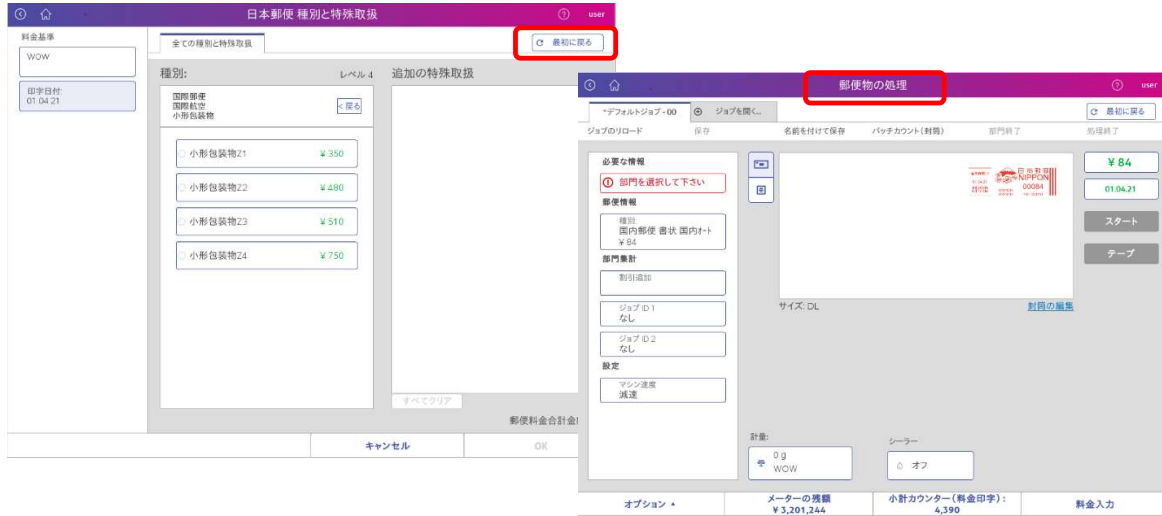 日本郵便 種別と特殊取扱
user
料金基準
WOW
印字日付:
01.04.21
全ての種別と特殊取扱
最初に戻る
種別:
レベル 4
追加の特殊取扱
国際郵便
国際航空
小形包装物
<戻る
小形包装物Z1
¥ 350
小形包装物Z2
¥ 480
小形包装物Z3
¥ 510
小形包装物Z4
¥ 750
すべてクリア
郵便料金合計金
キャンセル
OK
郵便物の処理
user
*デフォルトジョブ - 00
ジョブを開く...
最初に戻る
ジョブのリロード
保存
名前を付けて保存
バッチカウント(封筒)
部門終了
処理終了
必要な情報
部門を選択して下さい
郵便情報
種別:
国内郵便 書状 国内オート
¥ 84
部門集計
割引追加
ジョブ ID 1
なし
ジョブ ID 2
なし
設定
マシン速度
減速
日本郵便
NIPPON
00084
サイズ: DL
封筒の編集
¥ 84
01.04.21
スタート
テープ
計量:
0 g
WOW
シーラー
オフ
オプション
メーターの残額
¥ 3,201,244
小計カウンター(料金印字):
4,390
料金入力